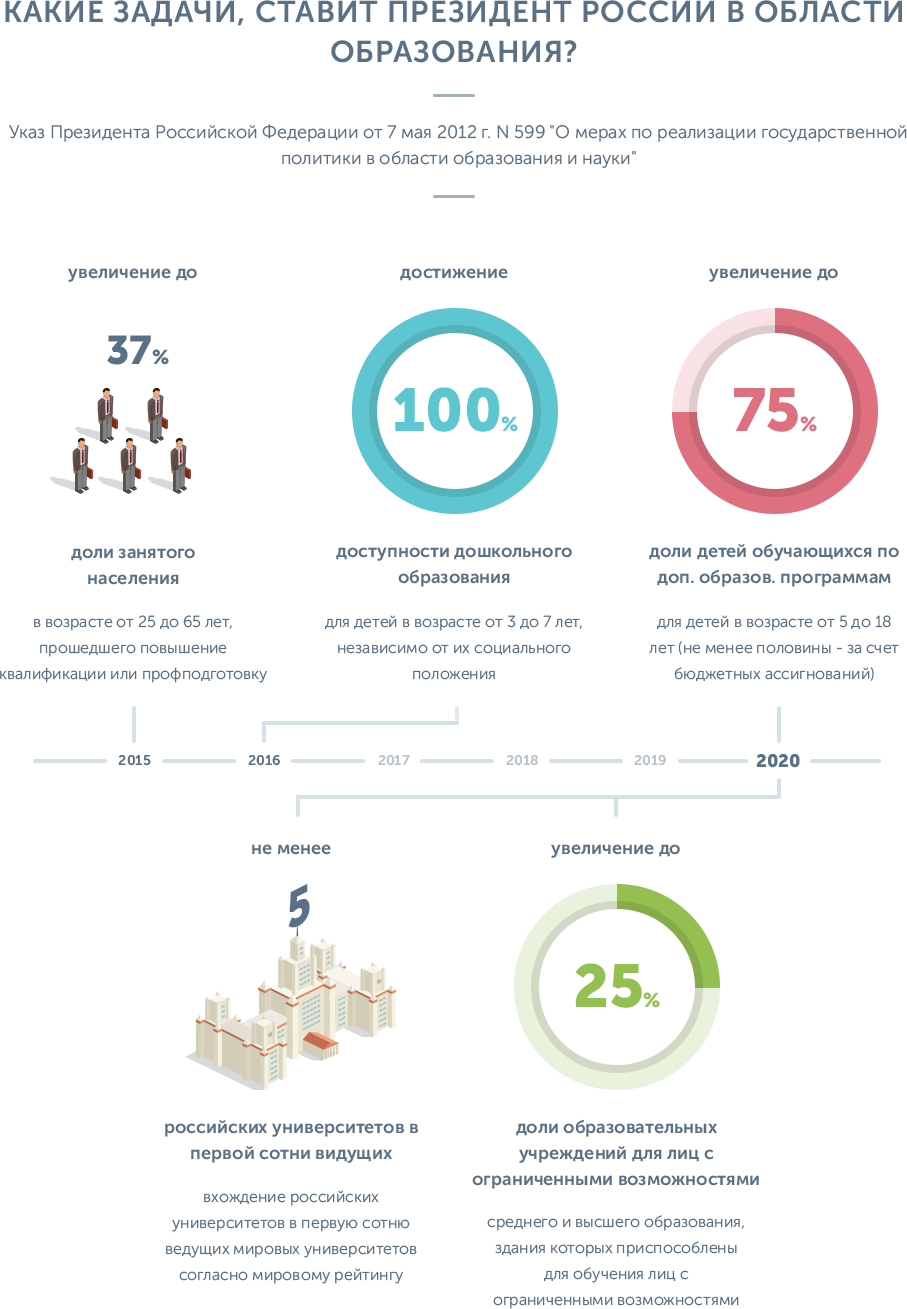 КАКИЕ ЗАДАЧИ, СТАВИТ ПРЕЗИДЕНТ РОССИИ В ОБЛАСТИ
ОБРАЗОВАНИЯ?
Указ Президента Российской Федерации от 7 мая 2012 г. N 599 "О мерах по реализации государственной
политики в области образования и науки"
увеличение до
37%
доли занятого
населения
в возрасте от 25 до 65 лет,
прошедшего повышение
квалификации или профподготовку
достижение
100%
доступности дошкольного
образования
для детей в возрасте от 3 до 7 лет,
независимо от их социального
положения
увеличение до
75%
доли детей обучающихся по
доп. образов. программам
для детей в возрасте от 5 до 18
лет (не менее половины - за счет
бюджетных ассигнований)
2015 2016 2017 2018 2019 2020
не менее
5
российских университетов в
первой сотни ведущих
вхождение российских
университетов в первую сотню
ведущих мировых университетов
согласно мировому рейтингу
увеличение до
25%
доли образовательных
учреждений для лиц с
ограниченными возможностями
среднего и высшего образования,
здания которых приспособлены
для обучения лиц с
ограниченными возможностями